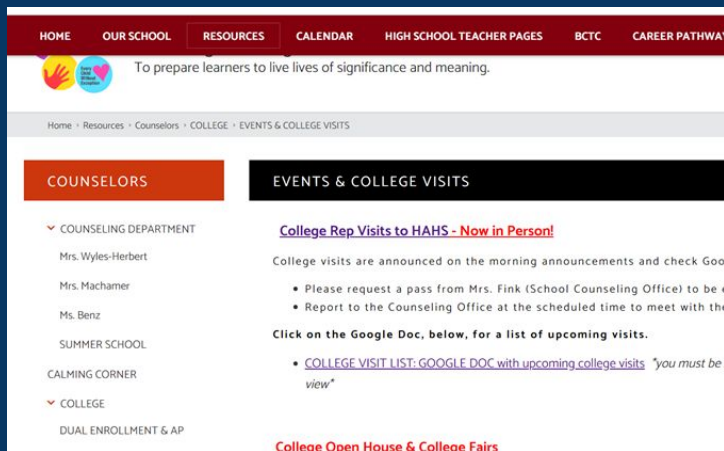 HOME OUR SCHOOL RESOURCES CALENDAR HIGH SCHOOL TEACHER PAGES BCTC CAREER PATHWAY
To prepare learners to live lives of significance and meaning.
Home › Resources › Counselors › COLLEGE › EVENTS & COLLEGE VISITS
COUNSELORS
COUNSELING DEPARTMENT
Mrs. Wyles-Herbert
Mrs. Machamer
Ms. Benz
SUMMER SCHOOL
CALMING CORNER
COLLEGE
DUAL ENROLLMENT & AP
EVENTS & COLLEGE VISITS
College Rep Visits to HAHS - Now in Person!
College visits are announced on the morning announcements and check Goo
• Please request a pass from Mrs. Fink (School Counseling Office) to be
• Report to the Counseling Office at the scheduled time to meet with the
Click on the Google Doc, below, for a list of upcoming visits.
• COLLEGE VISIT LIST: GOOGLE DOC with upcoming college visits *you must be
view*
College Open House & College Fairs